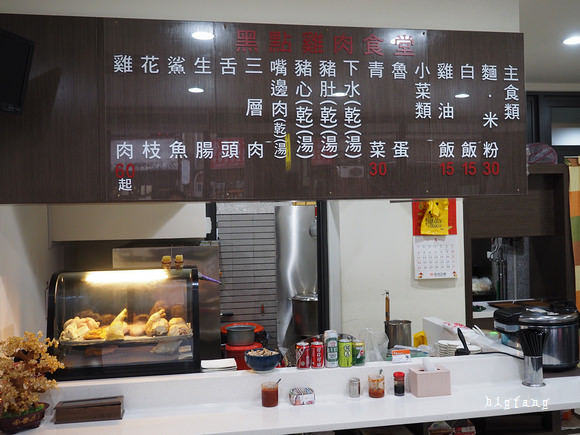 黑點雞肉食堂
主食類
麵.米粉 30
白飯 15
雞油飯 15
小菜類
魯蛋
青菜 30
下水(乾)(湯)
豬肚(乾)(湯)
豬心(乾)(湯)
嘴邊肉(乾)(湯)
三層肉
舌頭
生腸
鯊魚
花枝
雞肉 60起
bigfang